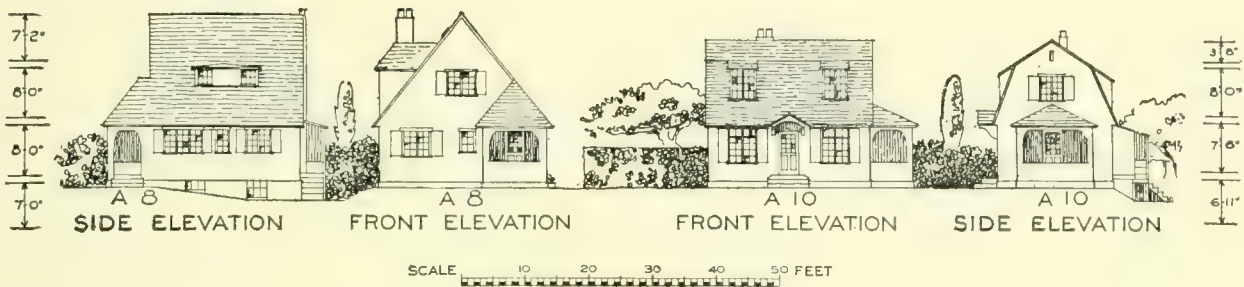 7'-2"
8'-0"
8'-0"
7'-0"
A 8
SIDE ELEVATION
A 8
FRONT ELEVATION
A 10
FRONT ELEVATION
A 10
SIDE ELEVATION
3'-8"
8'-0"
7'-8"
6'-11"
SCALE 10 20 30 40 50 FEET